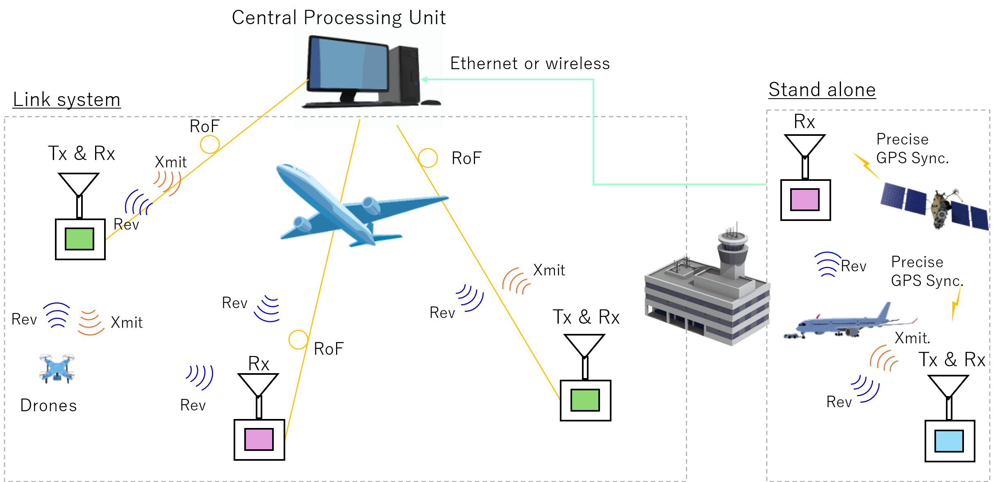 Central Processing Unit
Ethernet or wireless
Link system
Stand alone
RoF
Rx
Tx & Rx
Xmit
RoF
Precise
GPS Sync.
Rev
Xmit
Rev
Precise
GPS Sync.
Rev
Rev
Xmit
Rev
Tx & Rx
RoF
Xmit.
Rx
Tx & Rx
Rev
Rev
Drones